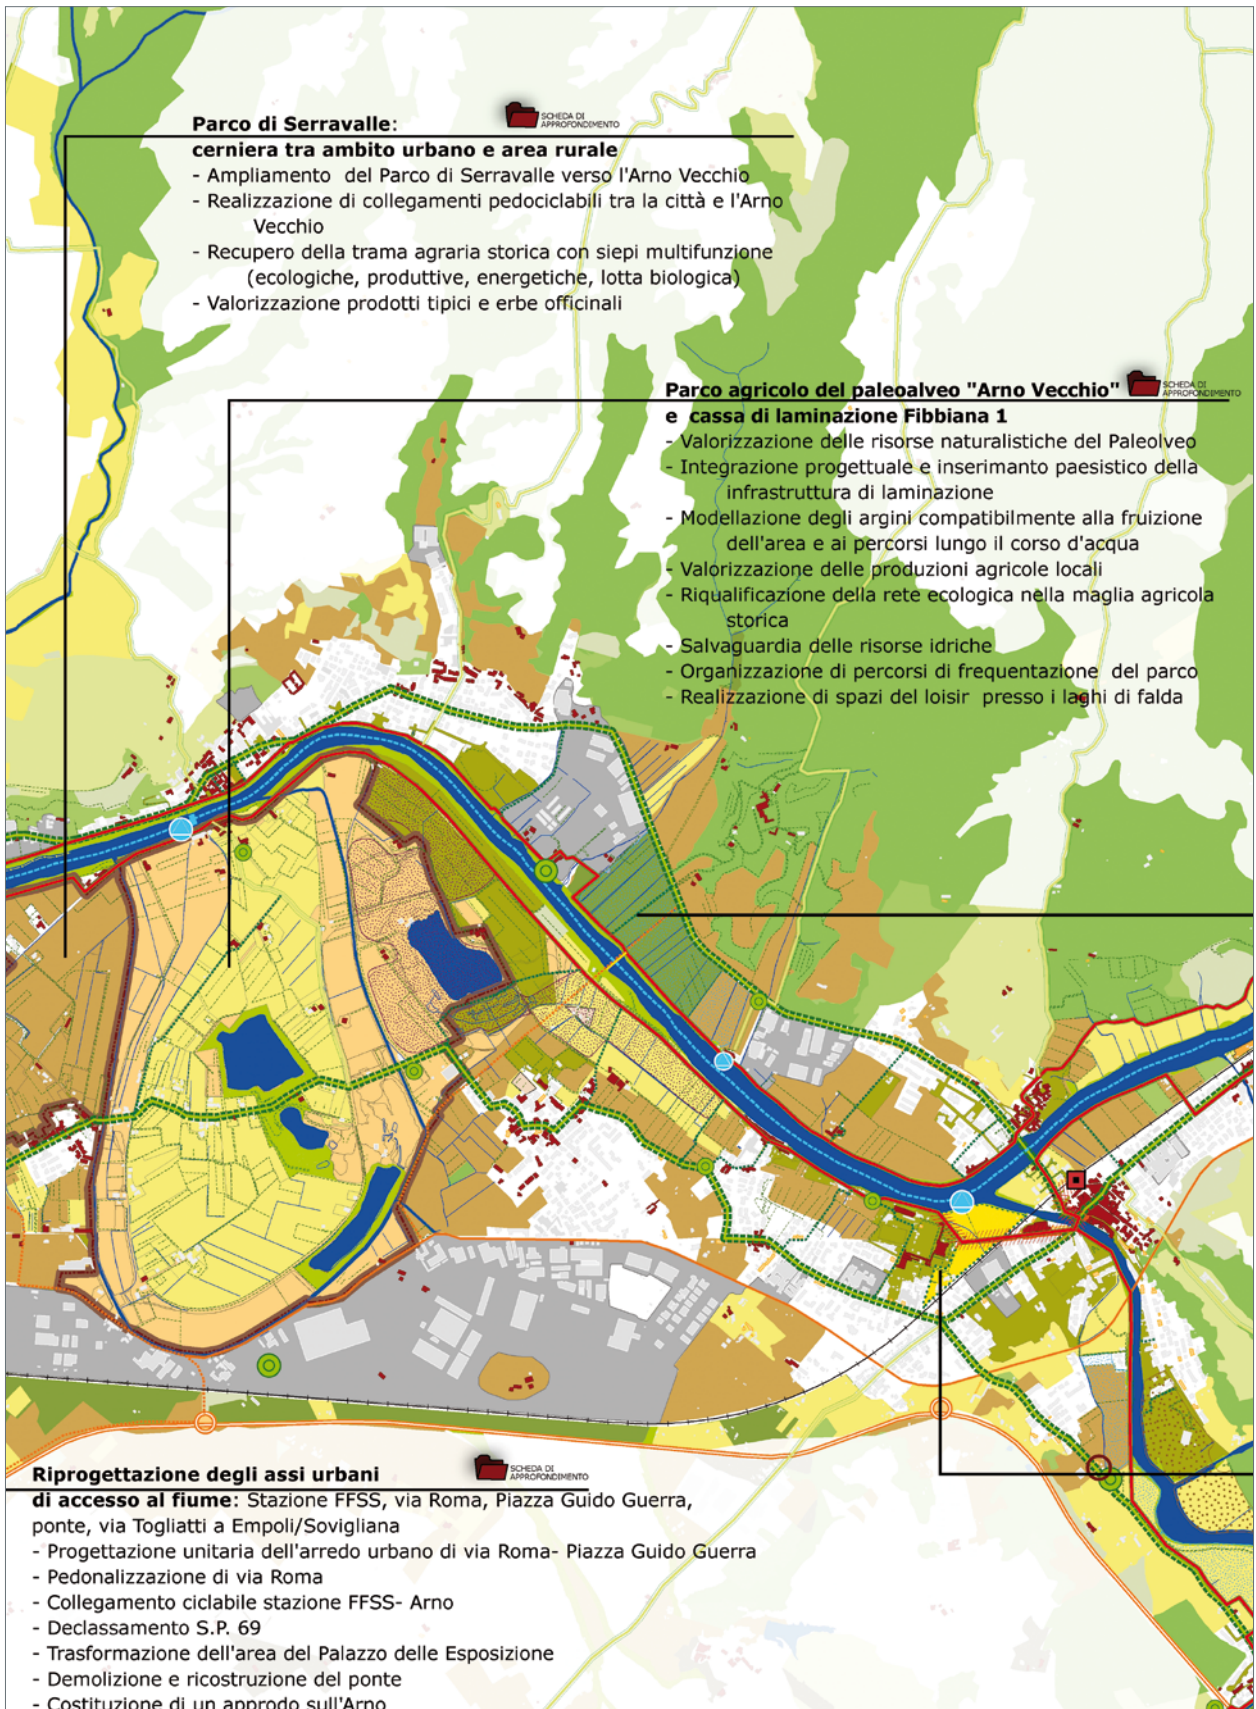 Parco di Serravalle:
SCHEDA DI
APPROFONDIMENTO
cerniera tra ambito urbano e area rurale
- Ampliamento del Parco di Serravalle verso l'Arno Vecchio
- Realizzazione di collegamenti pedociclabili tra la città e l'Arno
Vecchio
- Recupero della trama agraria storica con siepi multifunzione
(ecologiche, produttive, energetiche, lotta biologica)
- Valorizzazione prodotti tipici e erbe officinali
Parco agricolo del paleoalveo "Arno Vecchio"
SCHEDA DI
APPROFONDIMENTO
e cassa di laminazione Fibbiana 1
- Valorizzazione delle risorse naturalistiche del Paleolveo
- Integrazione progettuale e inserimanto paesistico della
infrastruttura di laminazione
- Modellazione degli argini compatibilmente alla fruizione
dell'area e ai percorsi lungo il corso d'acqua
- Valorizzazione delle produzioni agricole locali
- Riqualificazione della rete ecologica nella maglia agricola
storica
- Salvaguardia delle risorse idriche
- Organizzazione di percorsi di frequentazione del parco
- Realizzazione di spazi del loisir presso i laghi di falda
Riprogettazione degli assi urbani
SCHEDA DI
APPROFONDIMENTO
di accesso al fiume: Stazione FFSS, via Roma, Piazza Guido Guerra,
ponte, via Togliatti a Empoli/Sovigliana
- Progettazione unitaria dell'arredo urbano di via Roma- Piazza Guido Guerra
- Pedonalizzazione di via Roma
- Collegamento ciclabile stazione FFSS- Arno
- Declassamento S.P. 69
- Trasformazione dell'area del Palazzo delle Esposizione
- Demolizione e ricostruzione del ponte
- Costituzione di un approdo sull'Arno